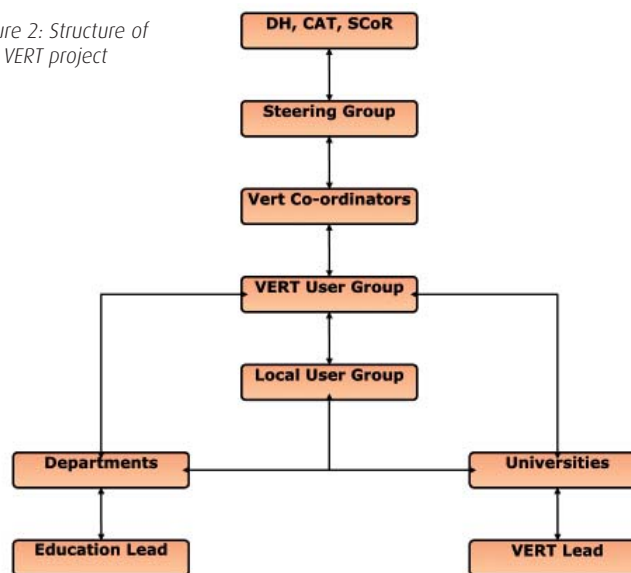 ure 2: Structure of
VERT project
DH, CAT, SCoR
Steering Group
Vert Co-ordinators
VERT User Group
Local User Group
Departments
Universities
Education Lead
VERT Lead